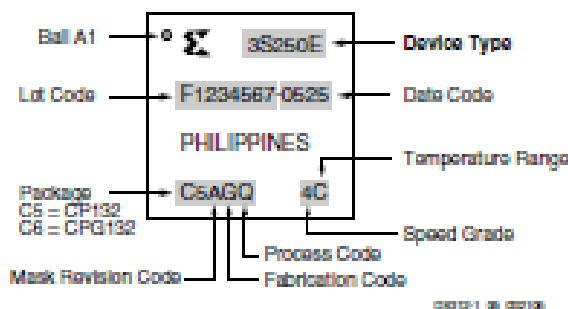 Ball A1
3S250E
Device Type
Lot Code
F1234567-0525
Date Code
PHILIPPINES
Temperature Range
Package
C5 = CP132
C6 = CPG132
C5AGQ
4C
Speed Grade
Process Code
Mask Revision Code
Fabrication Code